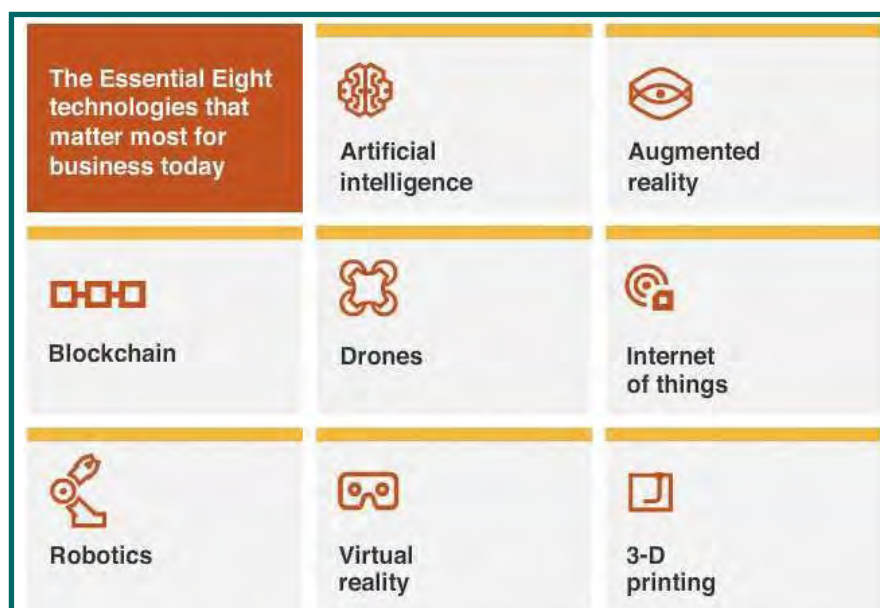 The Essential Eight
technologies that
matter most for
business today
Artificial
intelligence
Augmented
reality
Blockchain
Drones
Internet
of things
Robotics
Virtual
reality
3-D
printing